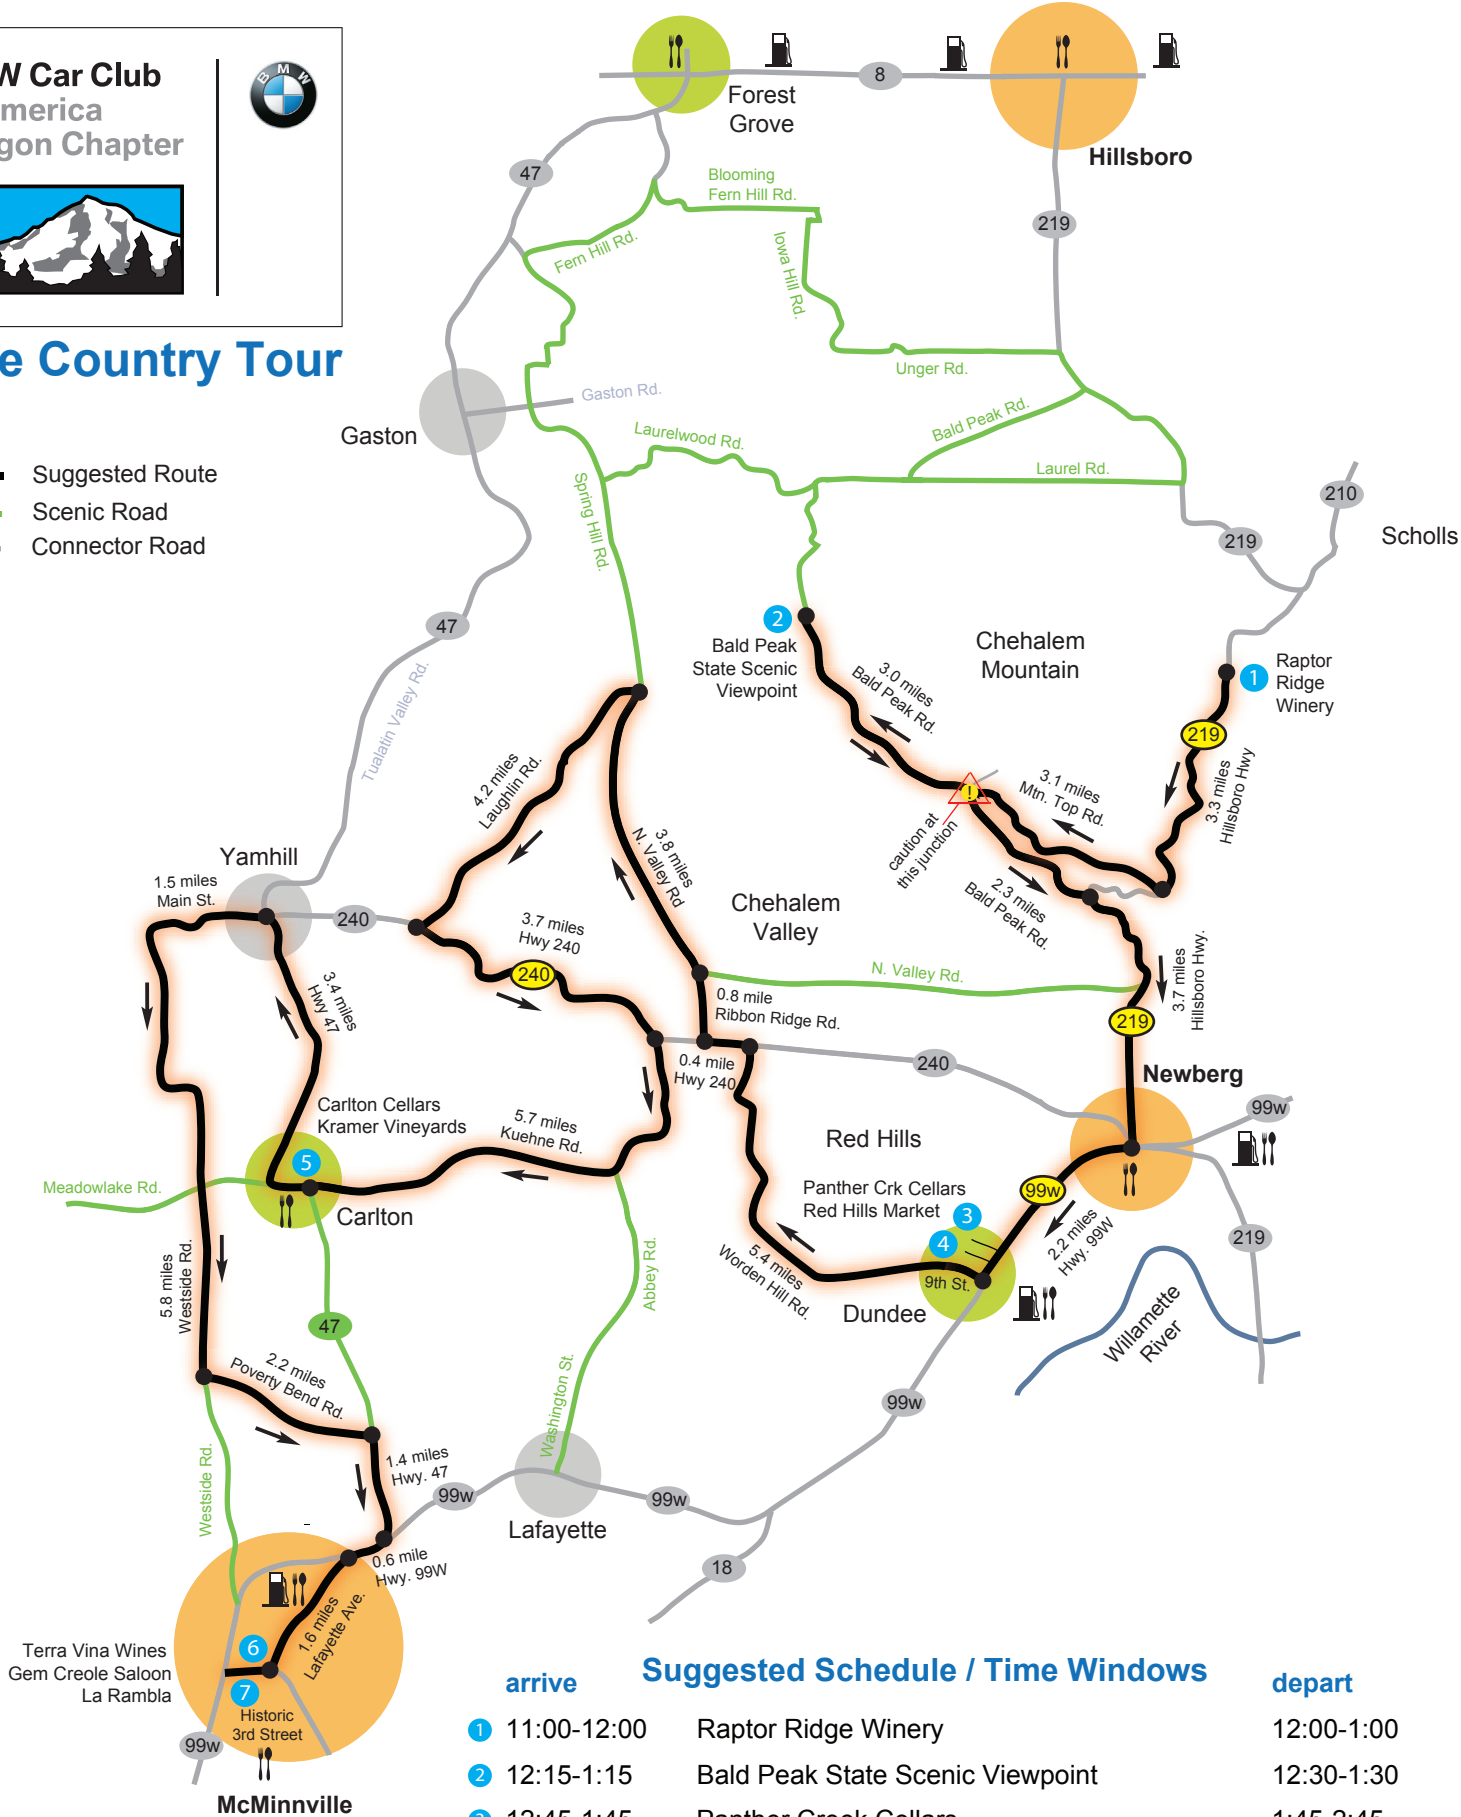 W Car Club
merica
gon Chapter
BMW
e Country Tour
Suggested Route
Scenic Road
Connector Road
Forest
Grove
8
Hillsboro
47
219
Blooming
Fern Hill Rd.
Fern Hill Rd.
Iowa Hill Rd.
Unger Rd.
Gaston Rd.
Gaston
Bald Peak Rd.
Laurelwood Rd.
Laurel Rd.
Spring Hill Rd.
210
Scholls
219
47
Tualatin Valley Rd.
2
Bald Peak
State Scenic
Viewpoint
Chehalem
Mountain
1
Raptor
Ridge
Winery
3.0 miles
Bald Peak Rd.
219
3.3 miles
Hillsboro Hwy
3.1 miles
Mtn. Top Rd.
!
caution at
this junction
4.2 miles
Laughlin Rd.
3.8 miles
N. Valley Rd
Yamhill
1.5 miles
Main St.
240
2.3 miles
Bald Peak Rd.
Chehalem
Valley
3.7 miles
Hwy 240
240
N. Valley Rd.
3.7 miles
Hillsboro Hwy.
3.4 miles
Hwy 47
0.8 mile
Ribbon Ridge Rd.
219
0.4 mile
Hwy 240
240
Newberg
99w
Carlton Cellars
Kramer Vineyards
5.7 miles
Kuehne Rd.
Red Hills
5
Meadowlake Rd.
Carlton
Panther Crk Cellars
Red Hills Market
3
4
99w
2.2 miles
Hwy. 99W
219
5.4 miles
Worden Hill Rd.
9th St.
Dundee
Willamette
River
5.8 miles
Westside Rd.
Abbey Rd.
47
2.2 miles
Poverty Bend Rd.
Washington St.
99w
Westside Rd.
1.4 miles
Hwy. 47
99w
99w
Lafayette
0.6 mile
Hwy. 99W
18
1.6 miles
Lafayette Ave.
Terra Vina Wines
Gem Creole Saloon
La Rambla
6
7
Historic
3rd Street
99w
McMinnville
Suggested Schedule / Time Windows
arrive depart
1 11:00-12:00 Raptor Ridge Winery 12:00-1:00
2 12:15-1:15 Bald Peak State Scenic Viewpoint 12:30-1:30
3 12:45-1:45 Panther Creek Cellars 1:45-2:45